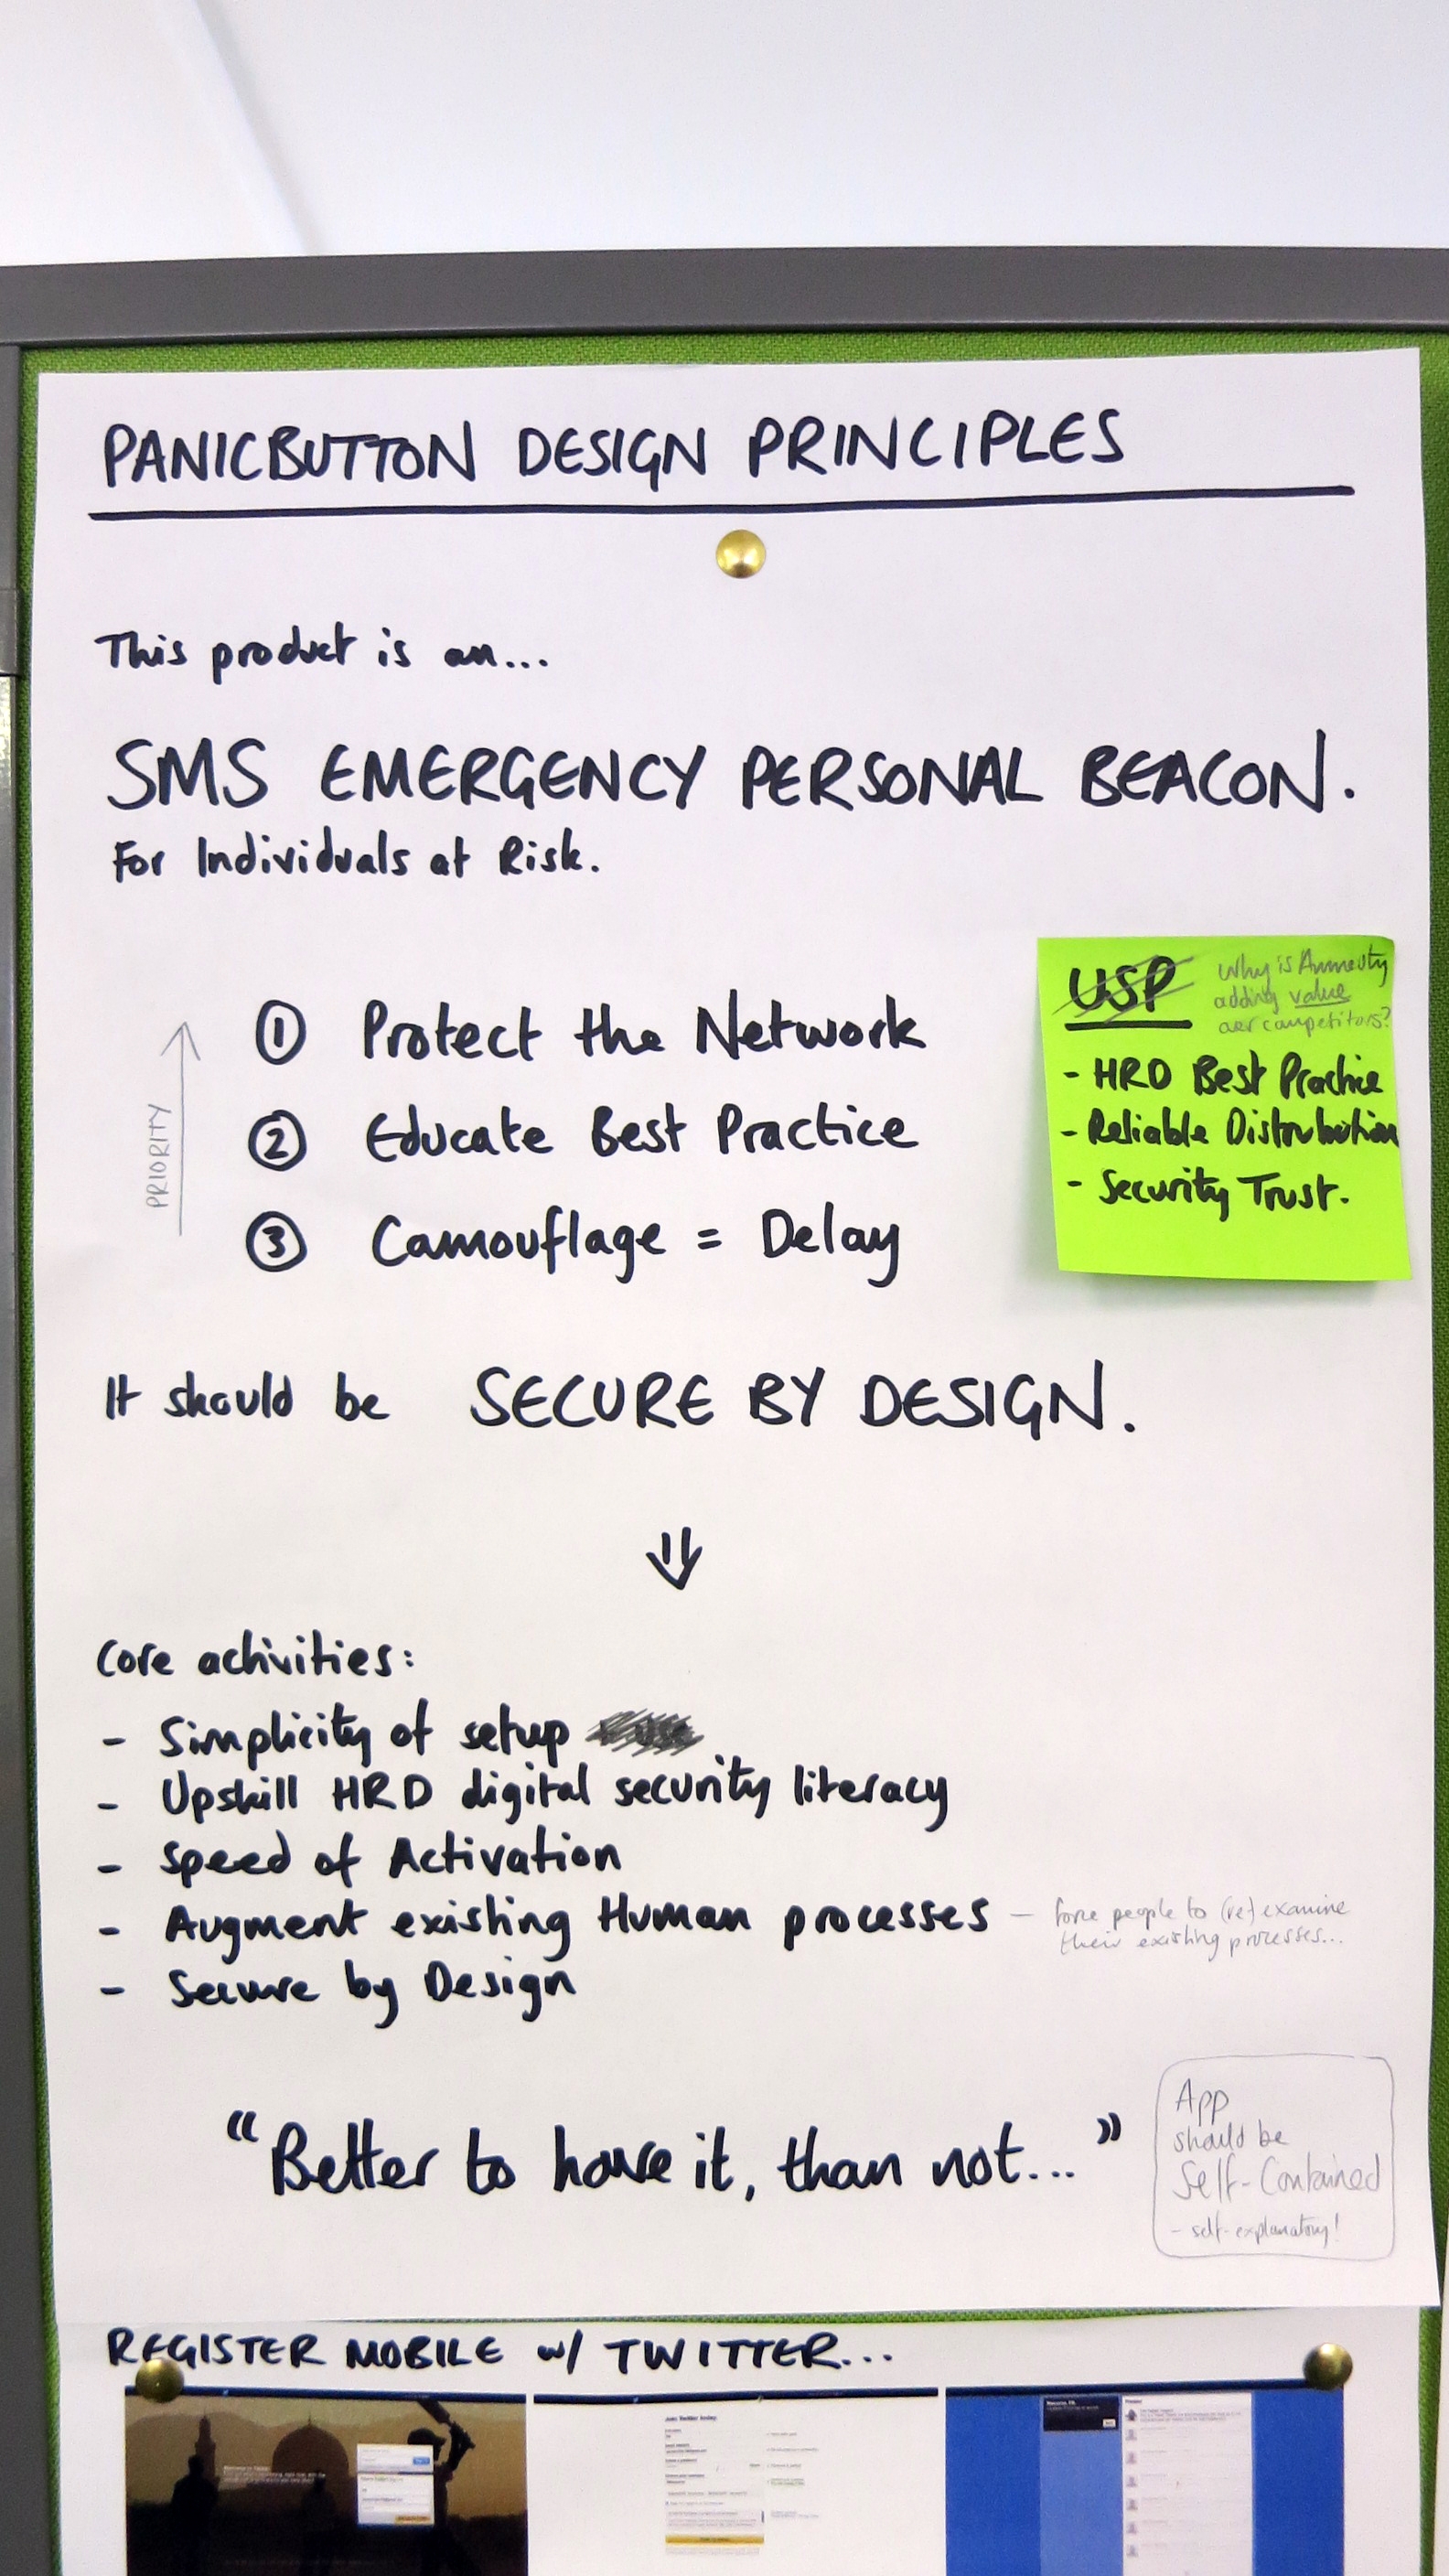 PANICBUTTON DESIGN PRINCIPLES
This product is an...
SMS EMERGENCY PERSONAL BEACON.
For Individuals at Risk.
PRIORITY
① Protect the Network
② Educate Best Practice
③ Camouflage = Delay
USP
Why is Amnesty
adding value
over competitors?
- HRD Best Practice
- Reliable Distribution
- Security Trust.
It should be SECURE BY DESIGN.
Core activities:
- Simplicity of setup
- Upskill HRD digital security literacy
- Speed of Activation
- Augment existing Human processes - force people to (re)examine
their existing processes...
- Secure by Design
"Better to have it, than not..."
App
should be
Self-Contained
- self-explanatory!
REGISTER MOBILE w/ TWITTER...